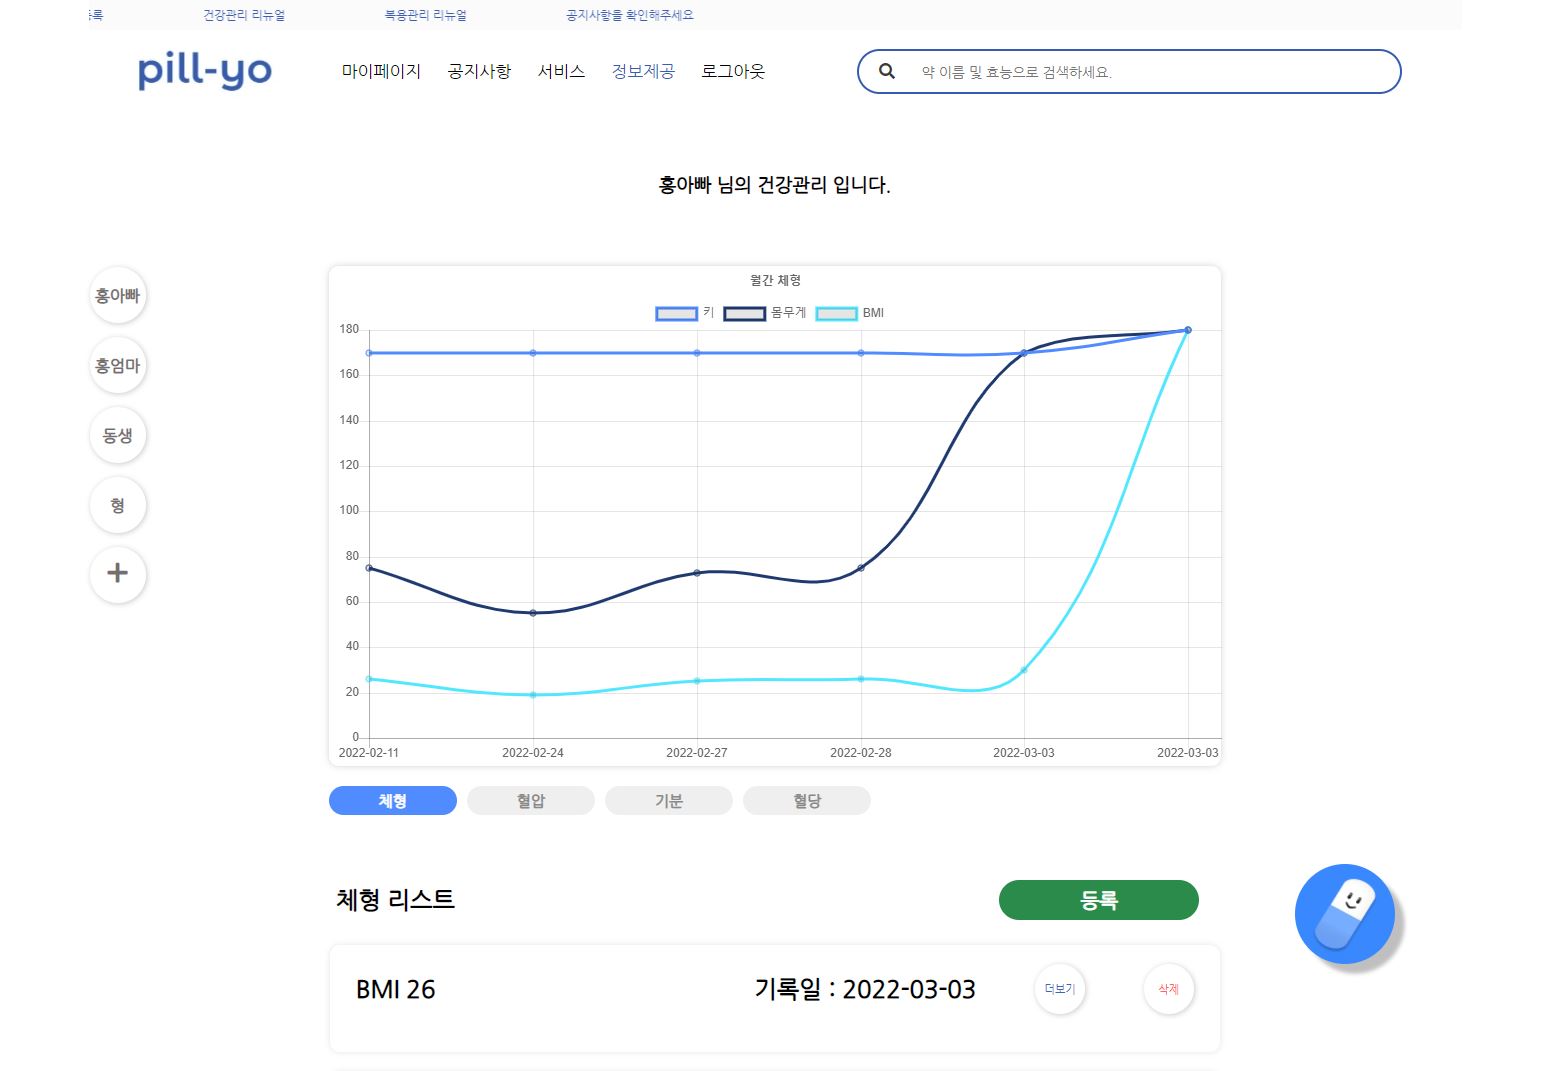 건강관리 리뉴얼 복용관리 리뉴얼 공지사항을 확인해주세요
pill-yo 마이페이지 공지사항 서비스 정보제공 로그아웃 약 이름 및 효능으로 검색하세요.
홍아빠 님의 건강관리 입니다.
홍아빠
홍엄마
동생
형
월간 체형
키 몸무게 BMI
180
160
140
120
100
80
60
40
20
0
2022-02-11 2022-02-24 2022-02-27 2022-02-28 2022-03-03 2022-03-03
체형 혈압 기분 혈당
체형 리스트 등록
BMI 26 기록일 : 2022-03-03 더보기 삭제